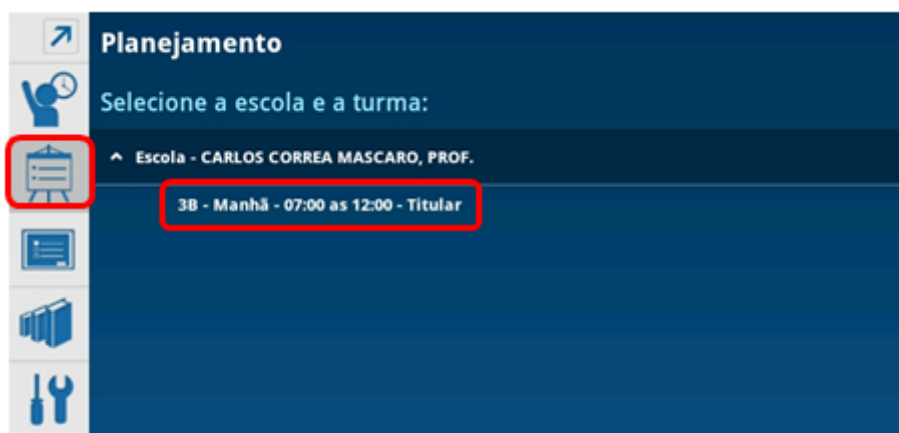 Planejamento
Selecione a escola e a turma:
Escola - CARLOS CORREA MASCARO, PROF.
3B - Manhã - 07:00 as 12:00 - Titular